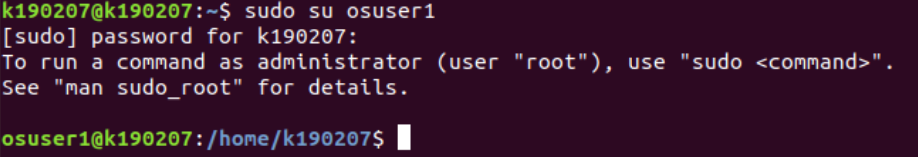 k190207@k190207:~$ sudo su osuser1
[sudo] password for k190207:
To run a command as administrator (user "root"), use "sudo <command>".
See "man sudo_root" for details.
osuser1@k190207:/home/k190207$